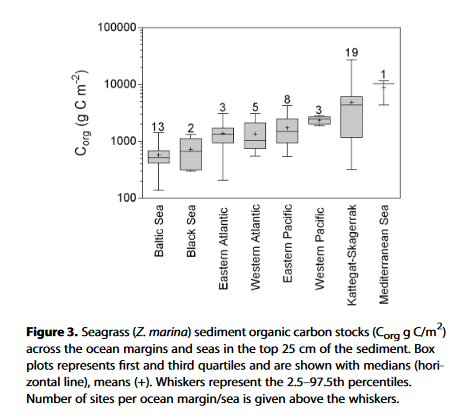 100000
19
10000
1
8
3
5
3
13
2
1000
100
C_org (g C m⁻²)
Baltic Sea
Black Sea
Eastern Atlantic
Western Atlantic
Eastern Pacific
Western Pacific
Kattegat-Skagerrak
Mediterranean Sea
Figure 3. Seagrass (Z. marina) sediment organic carbon stocks (C_org g C/m²)
across the ocean margins and seas in the top 25 cm of the sediment. Box
plots represents first and third quartiles and are shown with medians (hori-
zontal line), means (+). Whiskers represent the 2.5–97.5th percentiles.
Number of sites per ocean margin/sea is given above the whiskers.